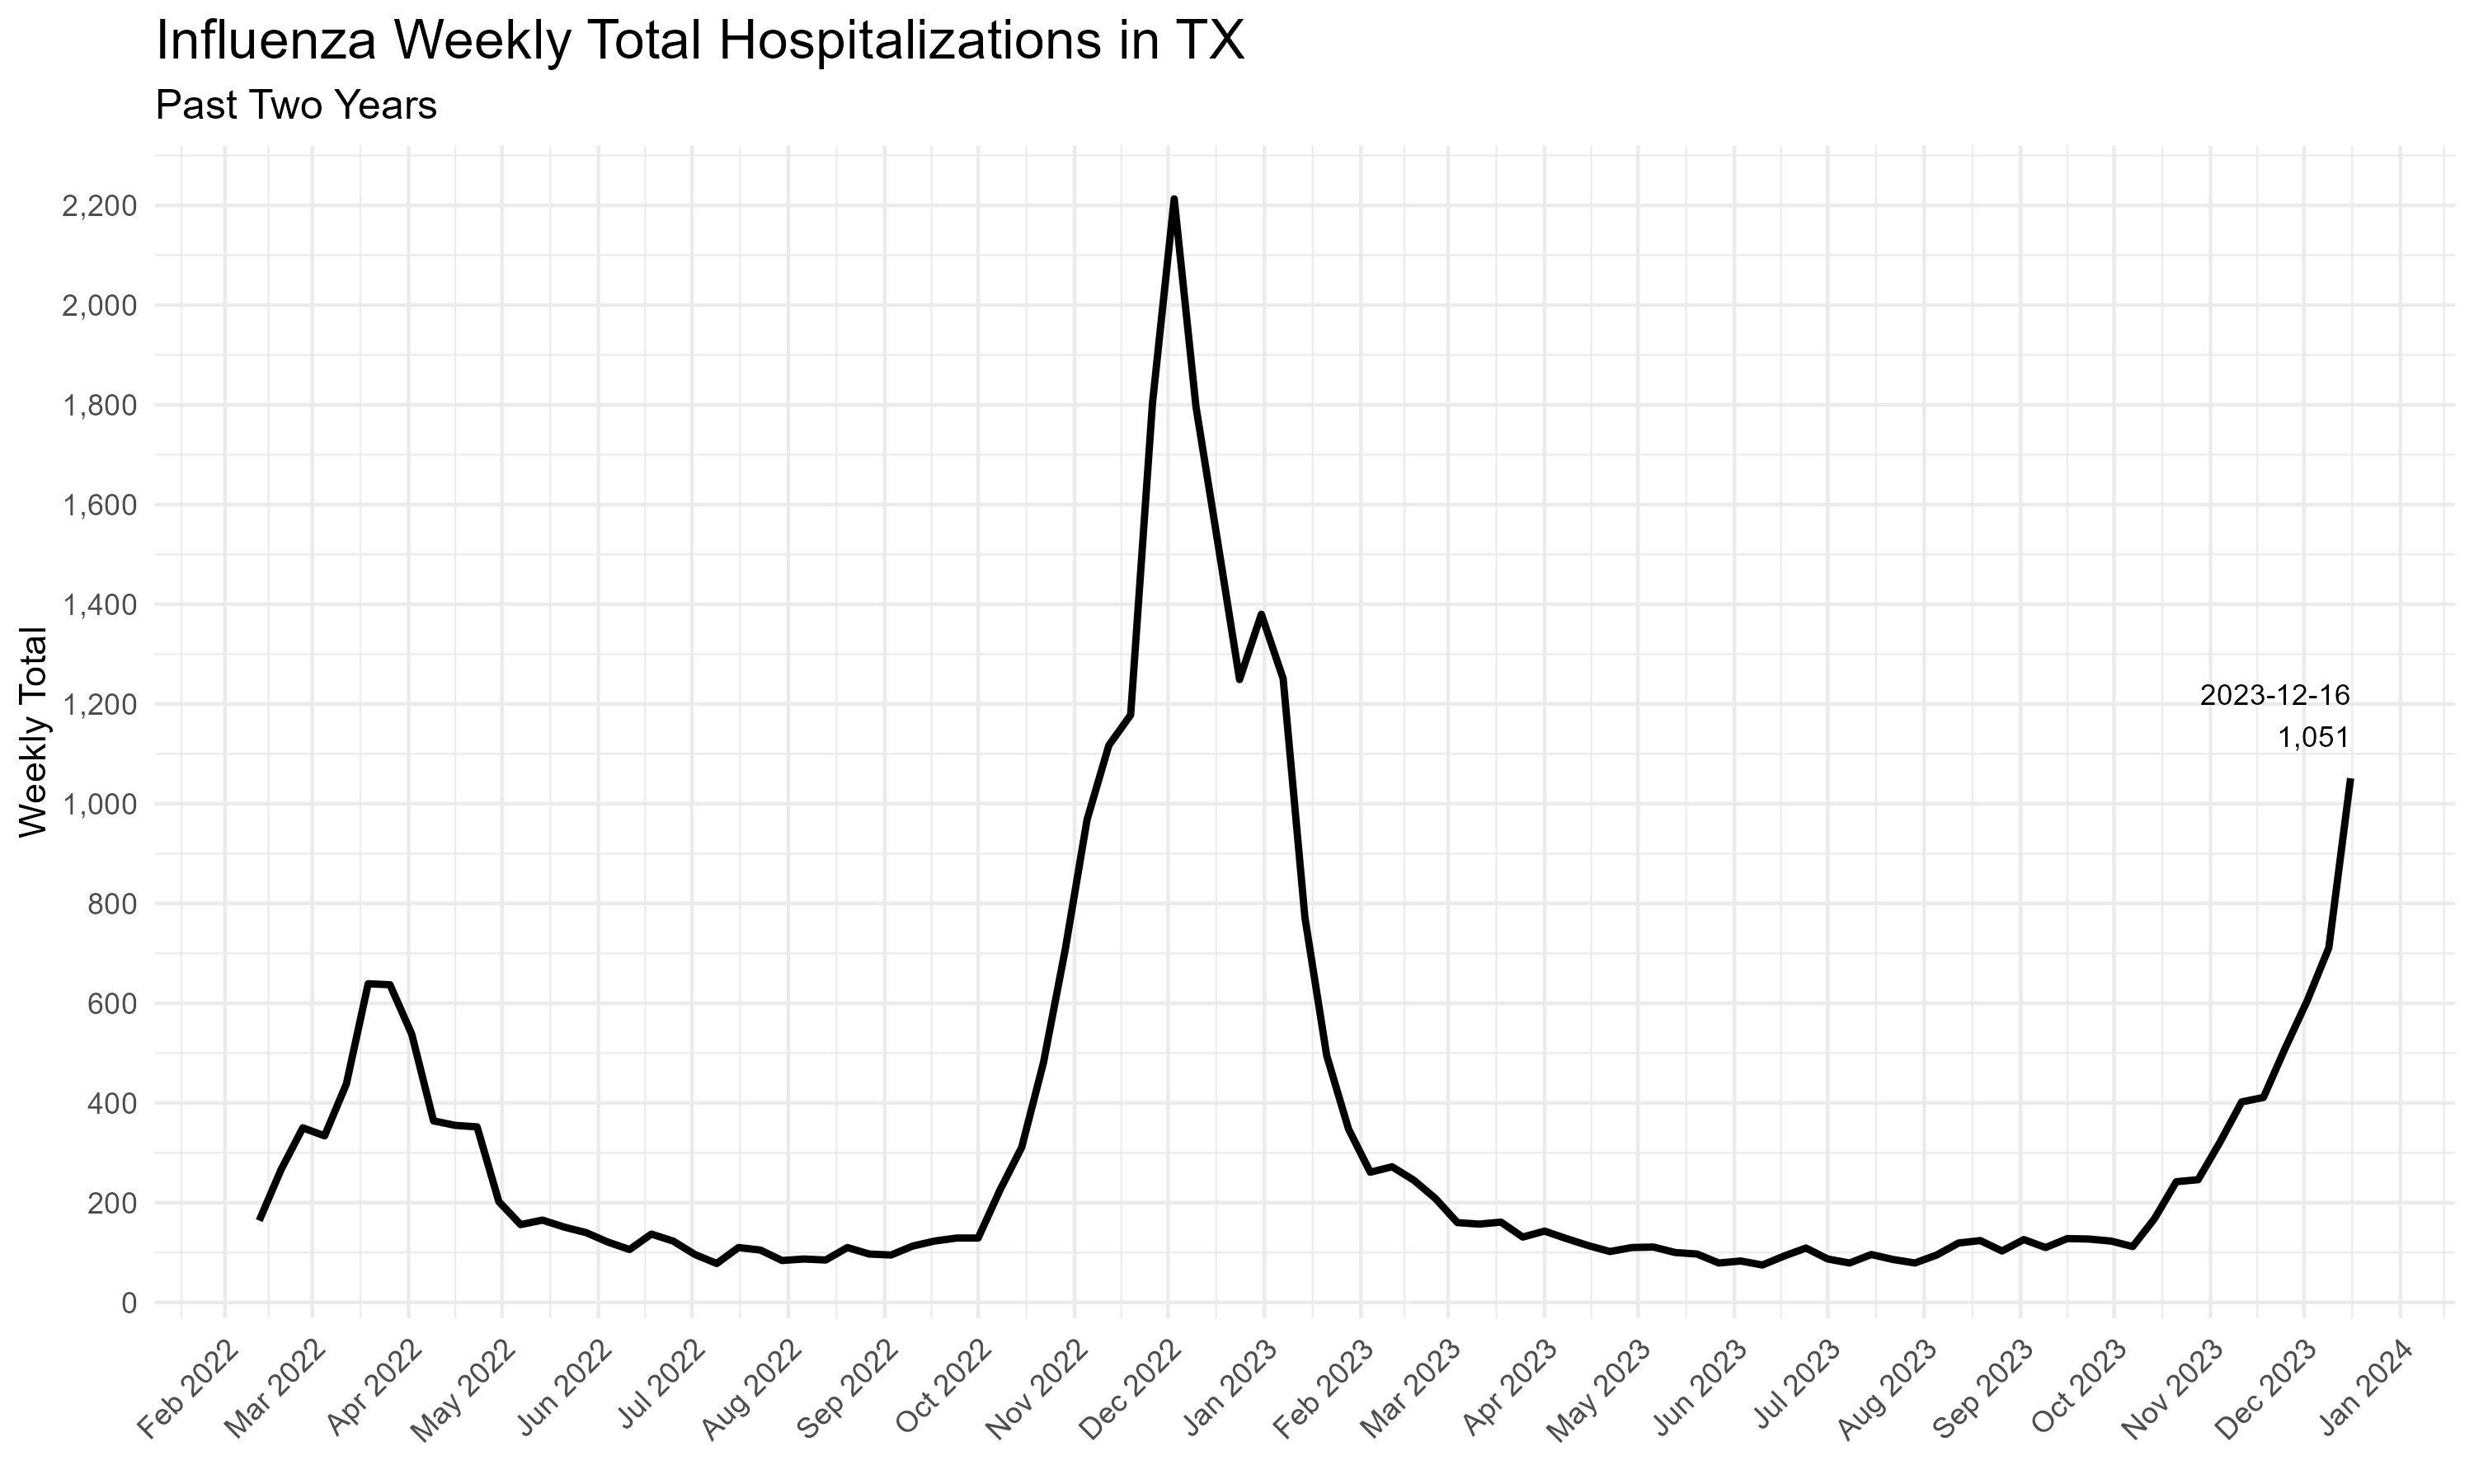 Influenza Weekly Total Hospitalizations in TX
Past Two Years
Weekly Total
2,200
2,000
1,800
1,600
1,400
1,200
1,000
800
600
400
200
0
2023-12-16
1,051
Feb 2022
Mar 2022
Apr 2022
May 2022
Jun 2022
Jul 2022
Aug 2022
Sep 2022
Oct 2022
Nov 2022
Dec 2022
Jan 2023
Feb 2023
Mar 2023
Apr 2023
May 2023
Jun 2023
Jul 2023
Aug 2023
Sep 2023
Oct 2023
Nov 2023
Dec 2023
Jan 2024